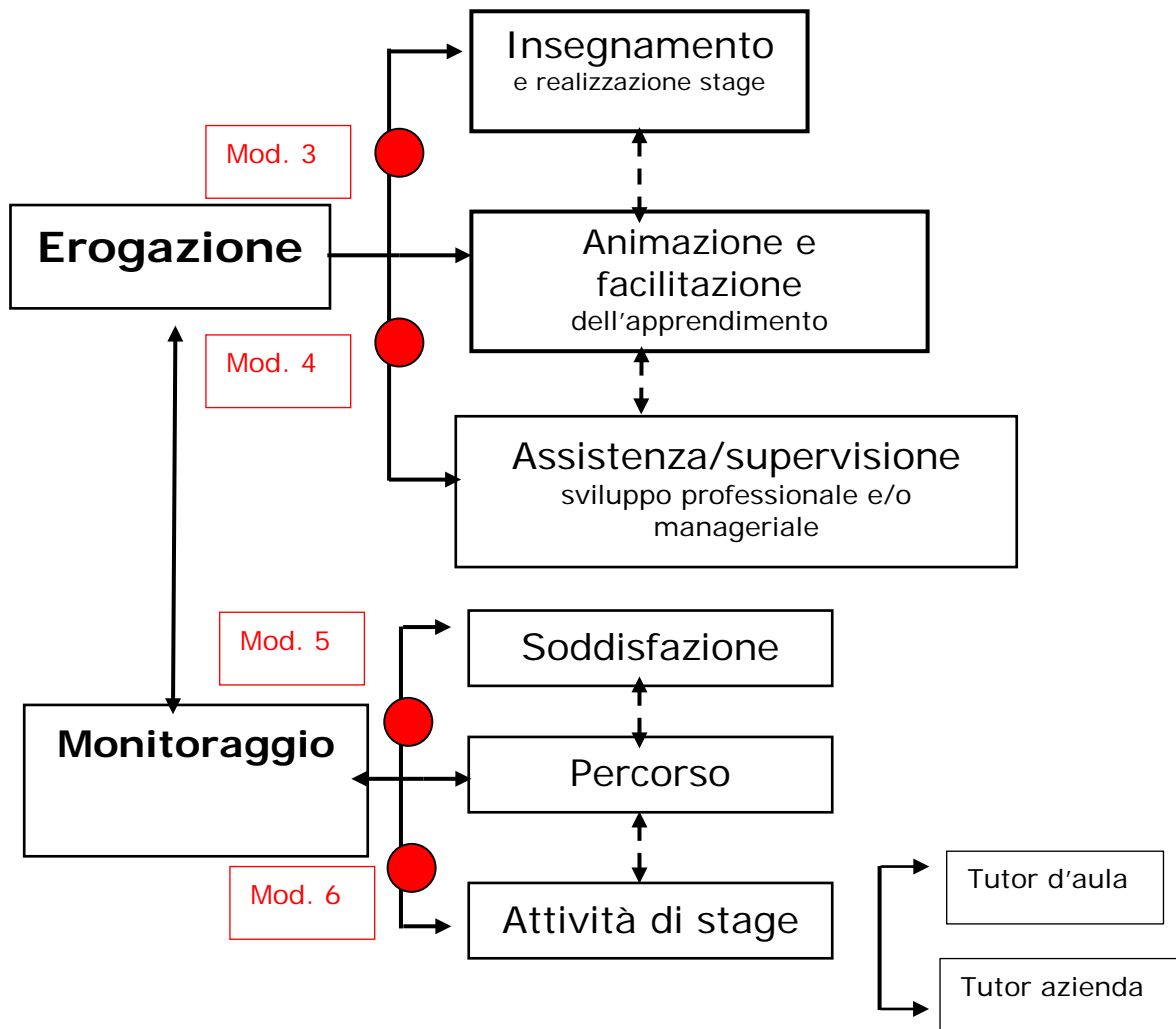 Insegnamento
e realizzazione stage
Mod. 3
Erogazione
Animazione e
facilitazione
dell'apprendimento
Mod. 4
Assistenza/supervisione
sviluppo professionale e/o
manageriale
Mod. 5
Soddisfazione
Monitoraggio
Percorso
Mod. 6
Attività di stage
Tutor d'aula
Tutor azienda